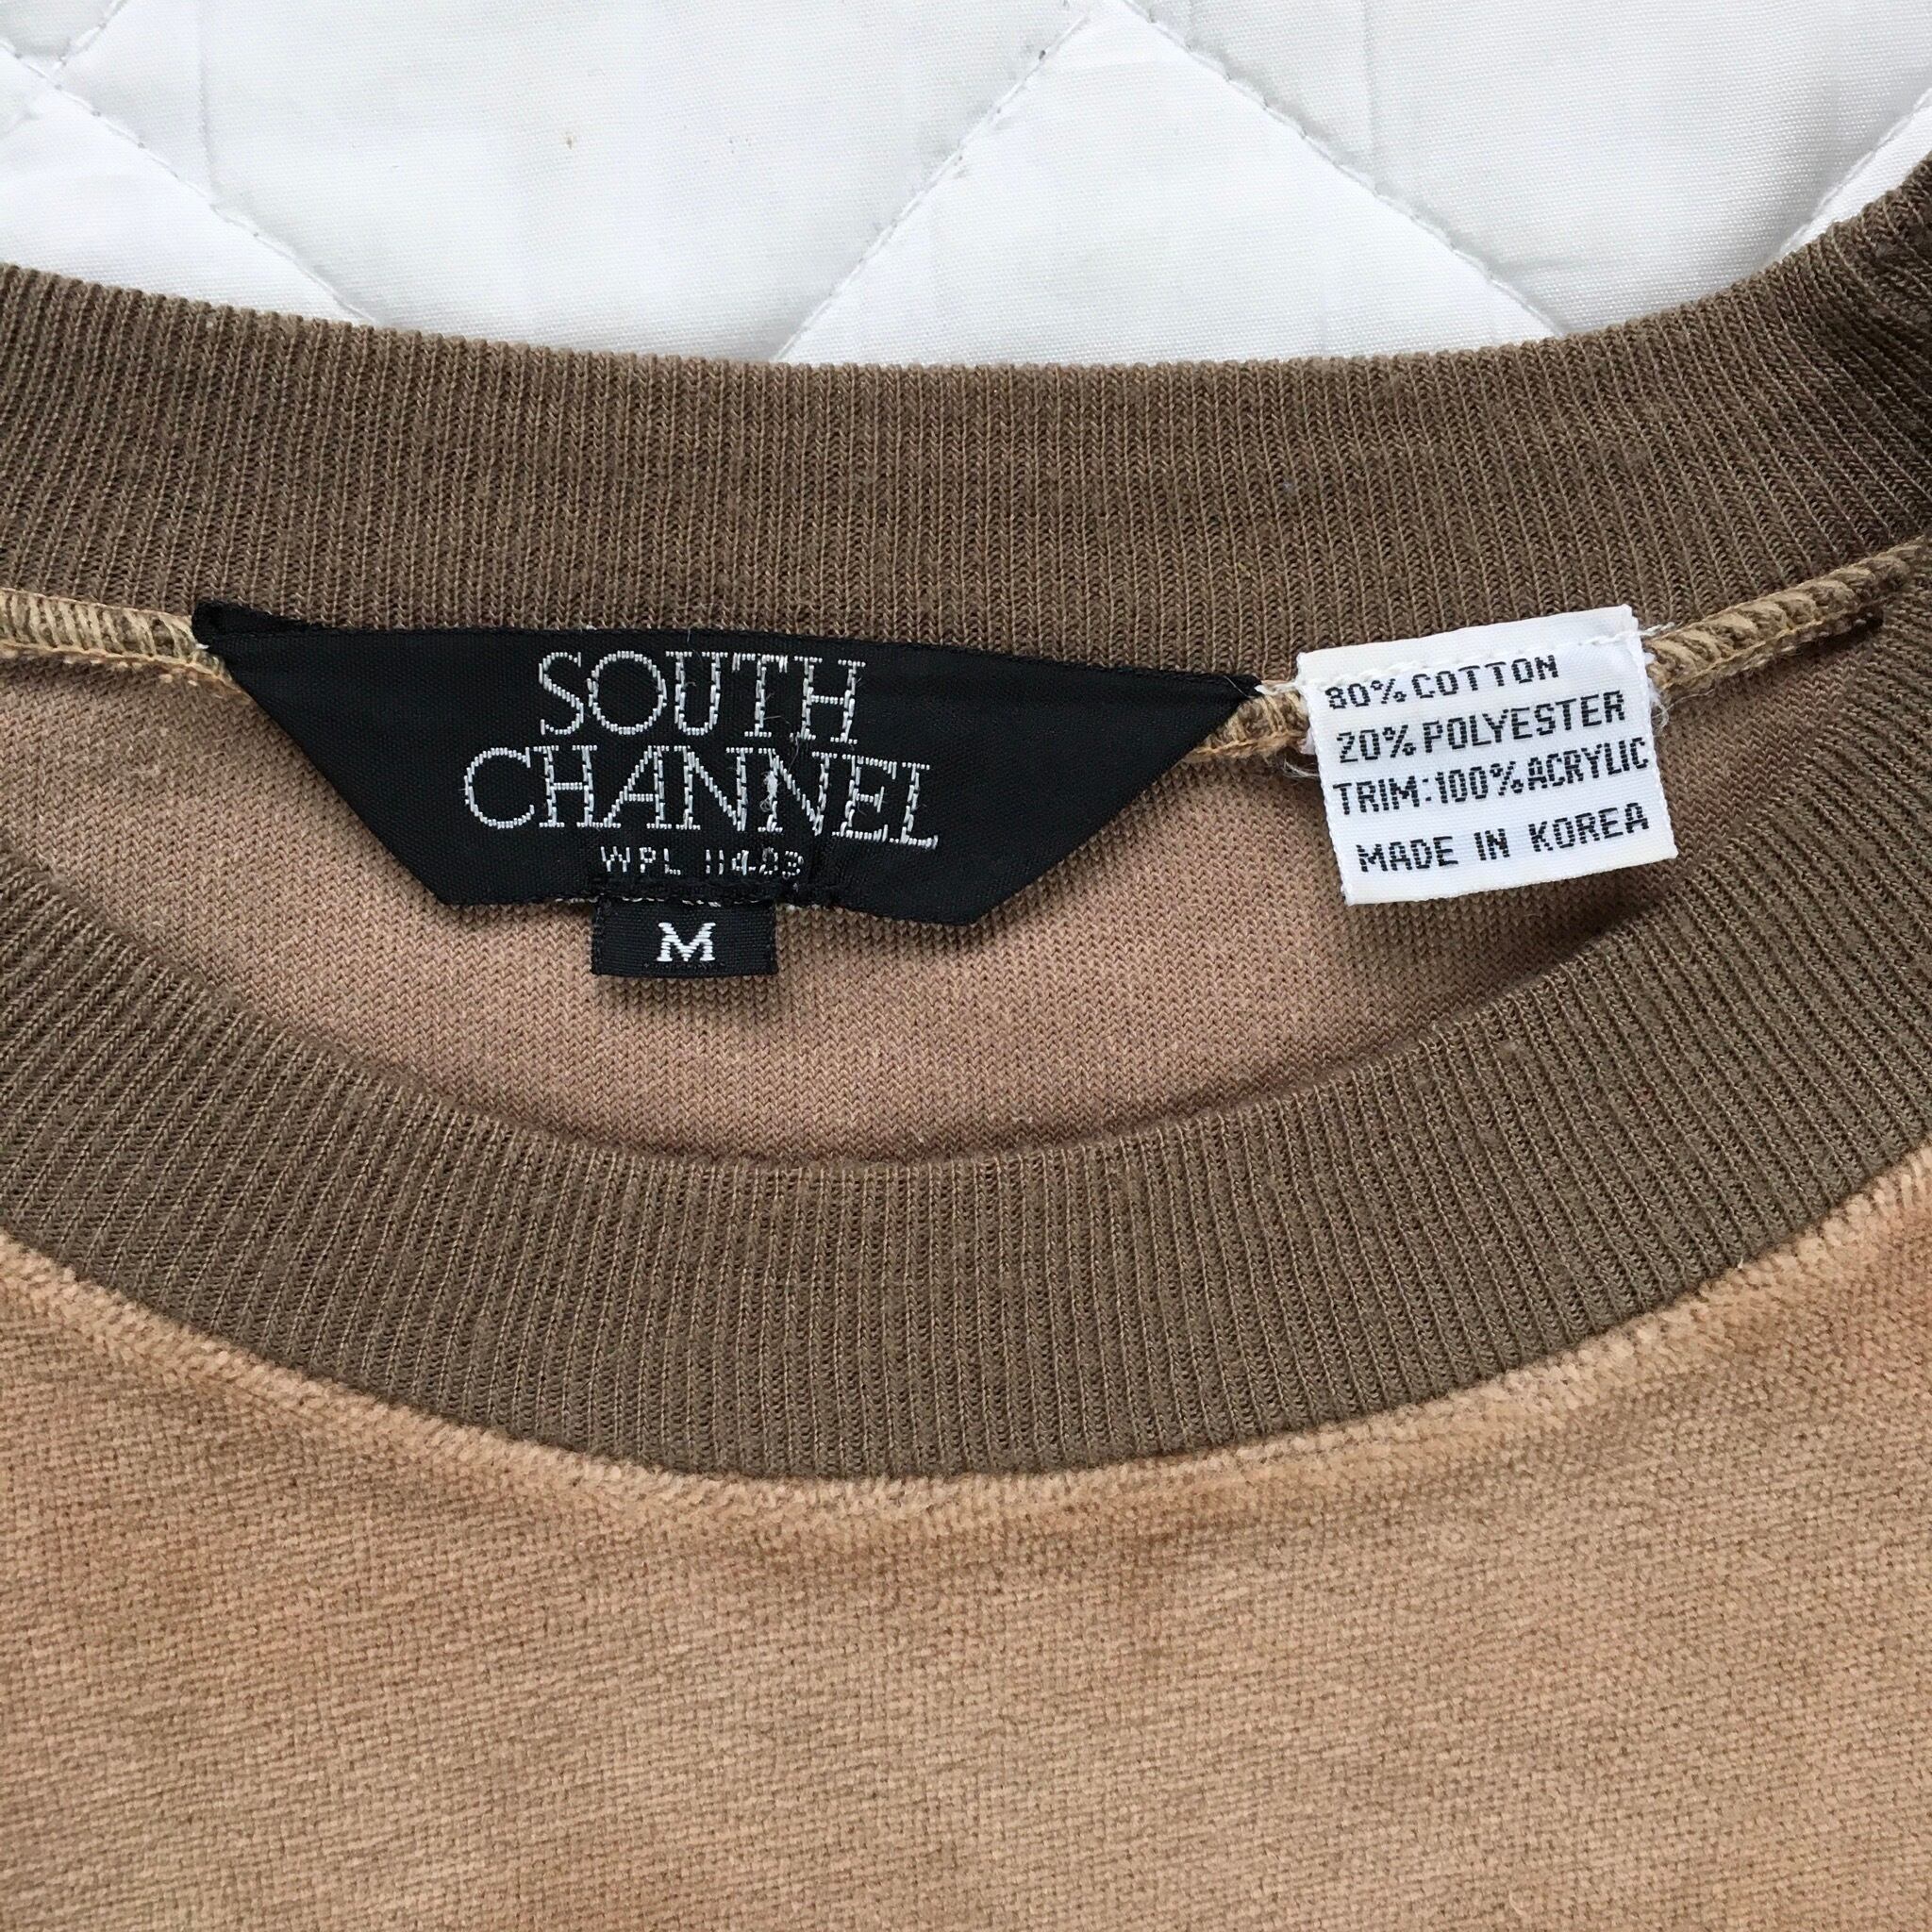 SOUTH
CHANNEL
WPL 11403
M
80% COTTON
20% POLYESTER
TRIM:100% ACRYLIC
MADE IN KOREA